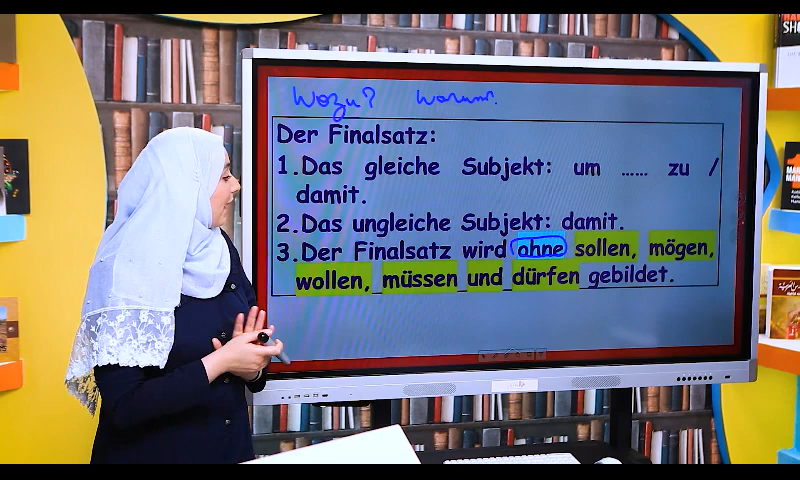 Wozu? Warum?
Der Finalsatz:
1.Das gleiche Subjekt: um ...... zu /
damit.
2.Das ungleiche Subjekt: damit.
3.Der Finalsatz wird ohne sollen, mögen,
wollen, müssen und dürfen gebildet.